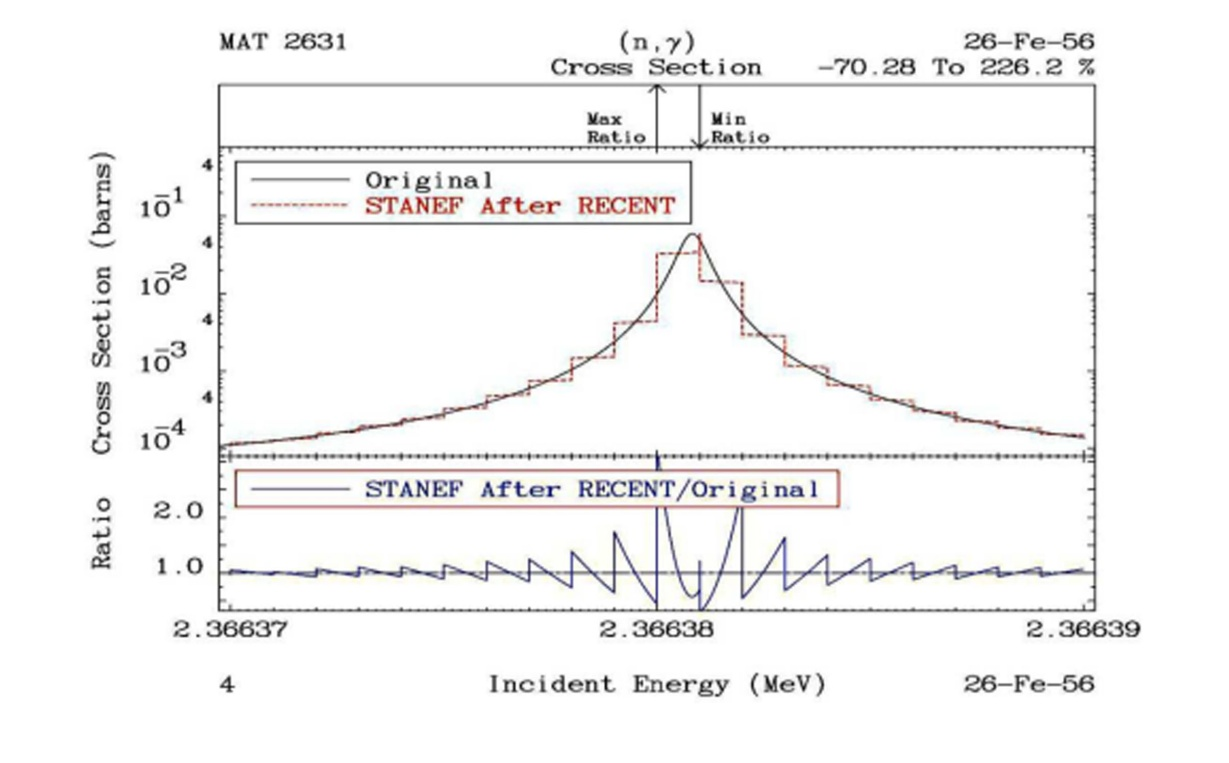 MAT 2631 (n,γ) 26-Fe-56
Cross Section -70.28 To 226.2 %
Max Ratio
Min Ratio
Cross Section (barns)
4
10^-1
4
10^-2
4
10^-3
4
10^-4
Original
STANEF After RECENT
Ratio
2.0
1.0
STANEF After RECENT/Original
2.36637 2.36638 2.36639
4 Incident Energy (MeV) 26-Fe-56